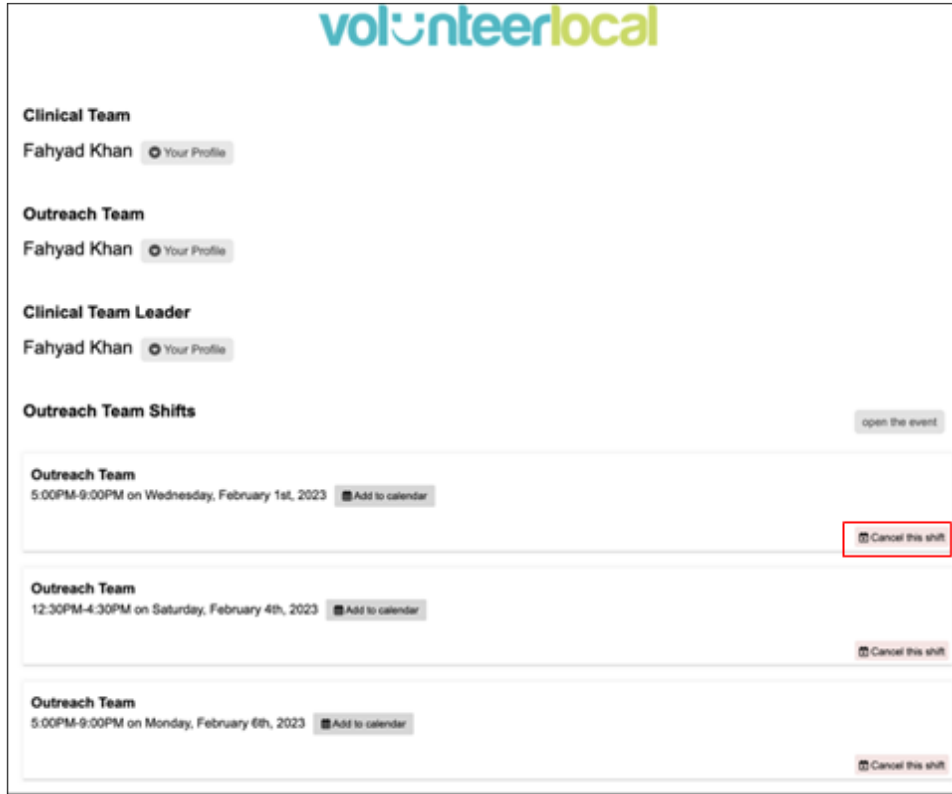 volunteerlocal
Clinical Team
Fahyad Khan Your Profile
Outreach Team
Fahyad Khan Your Profile
Clinical Team Leader
Fahyad Khan Your Profile
Outreach Team Shifts
open the event
Outreach Team
5:00PM-9:00PM on Wednesday, February 1st, 2023 Add to calendar
Cancel this shift
Outreach Team
12:30PM-4:30PM on Saturday, February 4th, 2023 Add to calendar
Cancel this shift
Outreach Team
5:00PM-9:00PM on Monday, February 6th, 2023 Add to calendar
Cancel this shift